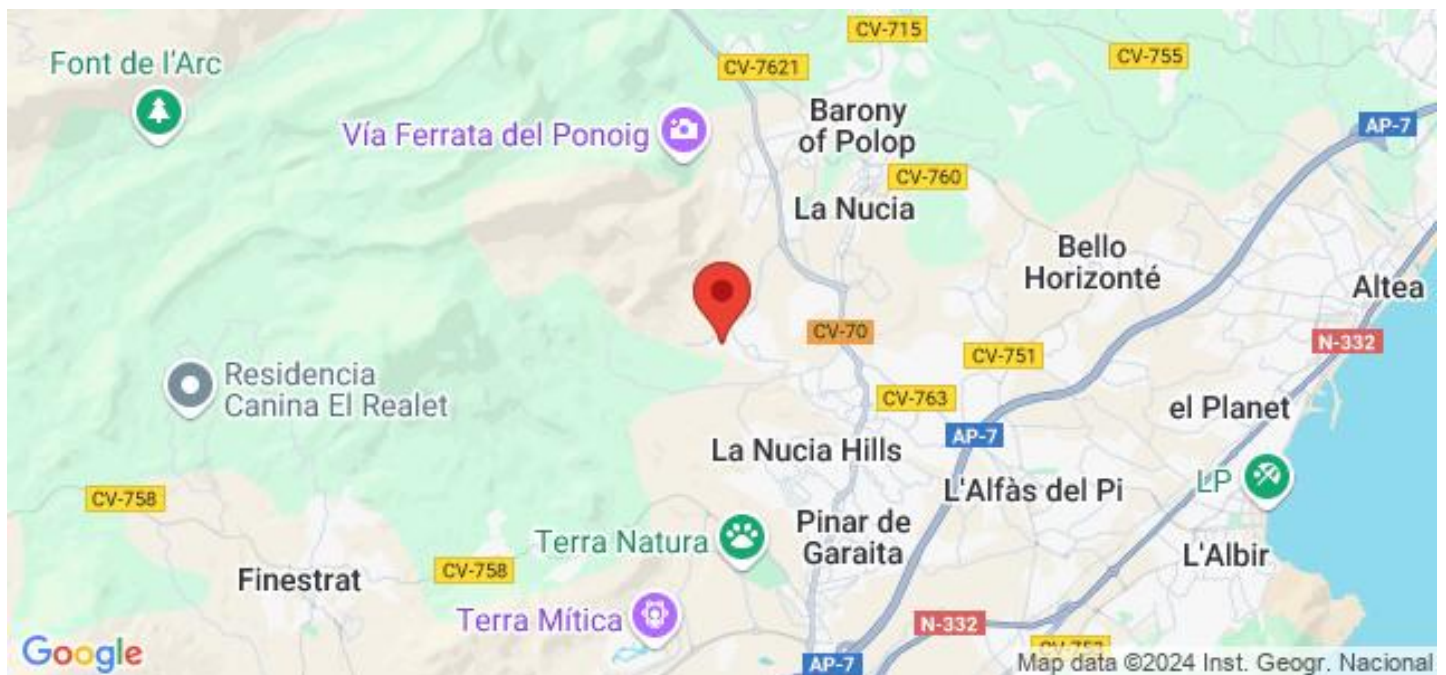 CV-715
CV-755
Font de l'Arc
CV-7621
Barony
of Polop
AP-7
Vía Ferrata del Ponoig
CV-760
La Nucia
Bello
Horizonté
Altea
CV-70
N-332
CV-751
Residencia
Canina El Realet
CV-763
el Planet
AP-7
La Nucia Hills
LP
L'Alfàs del Pi
CV-758
Pinar de
Garaita
Terra Natura
L'Albir
Finestrat
CV-758
Terra Mítica
N-332
Google
AP-7
Map data ©2024 Inst. Geogr. Nacional